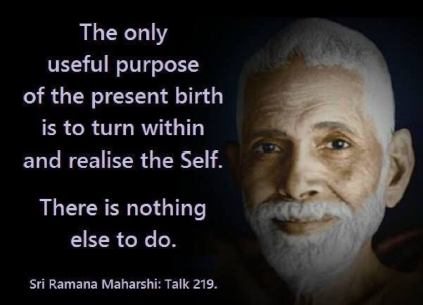 The only
useful purpose
of the present birth
is to turn within
and realise the Self.
There is nothing
else to do.
Sri Ramana Maharshi: Talk 219.